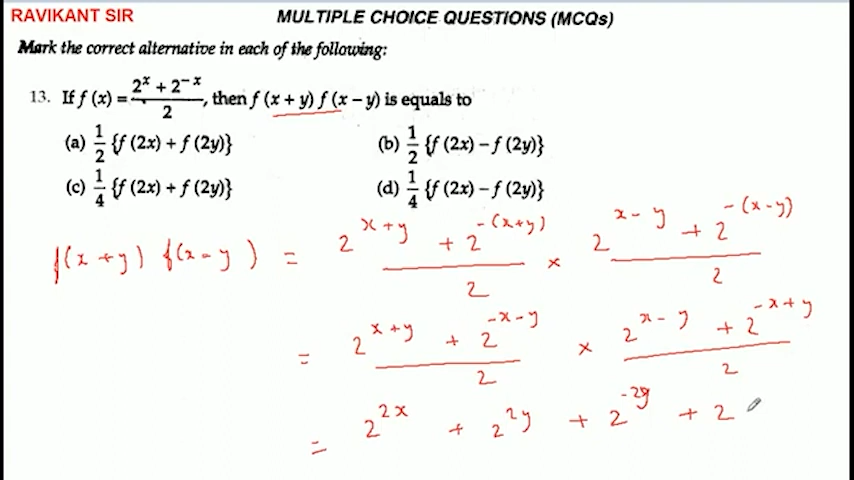 RAVIKANT SIR
MULTIPLE CHOICE QUESTIONS (MCQs)
Mark the correct alternative in each of the following:
13. If f (x) = (2^x + 2^-x)/2, then f (x + y) f (x − y) is equals to
(a) 1/2 {f (2x) + f (2y)} (b) 1/2 {f (2x) − f (2y)}
(c) 1/4 {f (2x) + f (2y)} (d) 1/4 {f (2x) − f (2y)}
f(x + y) f(x − y) = (2^(x+y) + 2^-(x+y))/2 × (2^(x−y) + 2^-(x−y))/2
= (2^(x+y) + 2^(-x-y))/2 × (2^(x−y) + 2^(-x+y))/2
= 2^2x + 2^2y + 2^-2y + 2